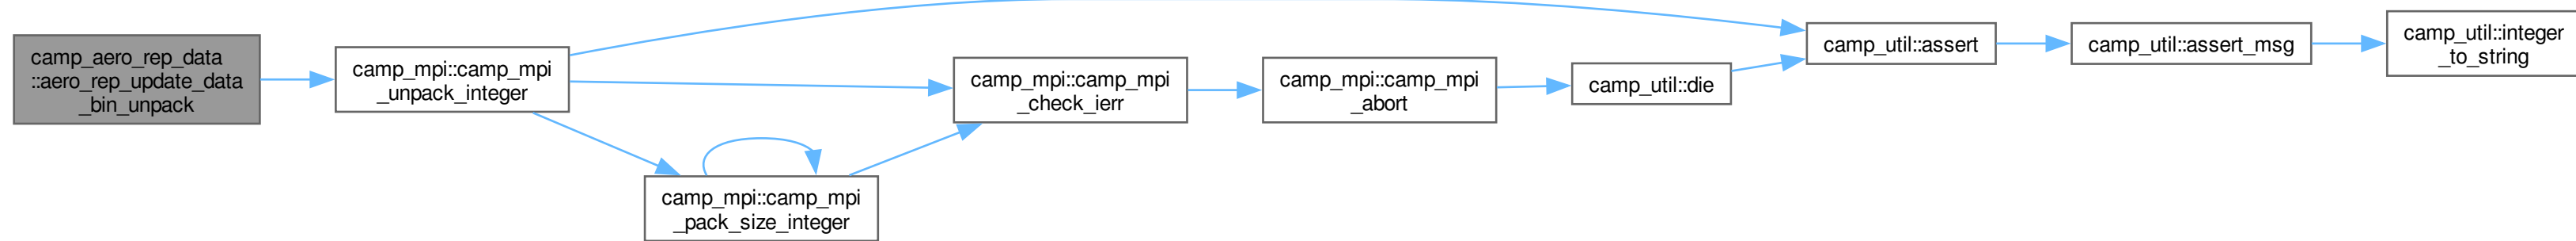 camp_aero_rep_data
::aero_rep_update_data
_bin_unpack
camp_mpi::camp_mpi
_unpack_integer
camp_mpi::camp_mpi
_pack_size_integer
camp_mpi::camp_mpi
_check_ierr
camp_mpi::camp_mpi
_abort
camp_util::die
camp_util::assert
camp_util::assert_msg
camp_util::integer
_to_string